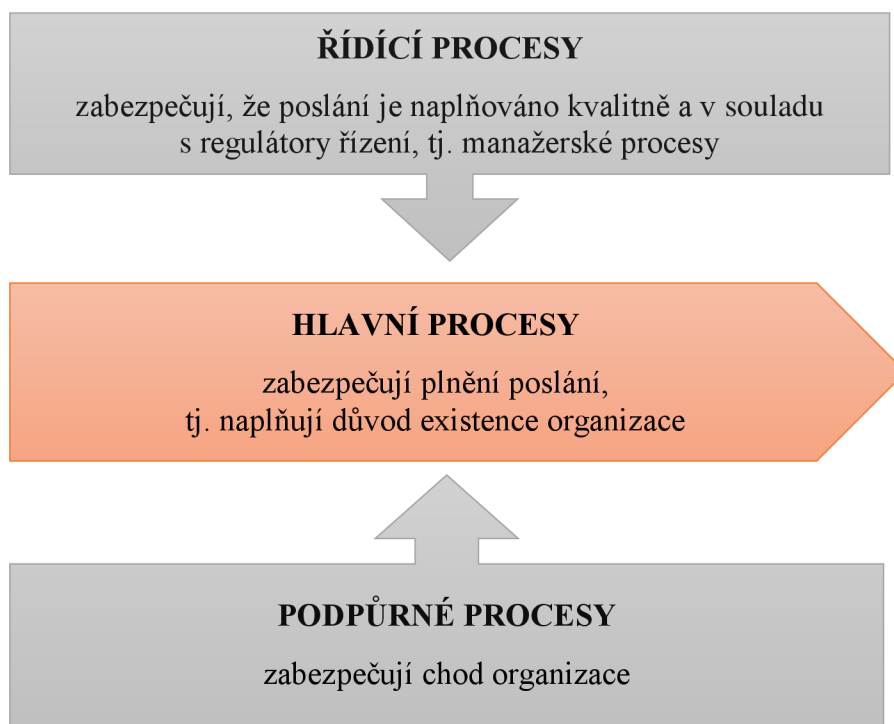 ŘÍDÍCÍ PROCESY
zabezpečují, že poslání je naplňováno kvalitně a v souladu
s regulátory řízení, tj. manažerské procesy
HLAVNÍ PROCESY
zabezpečují plnění poslání,
tj. naplňují důvod existence organizace
PODPŮRNÉ PROCESY
zabezpečují chod organizace